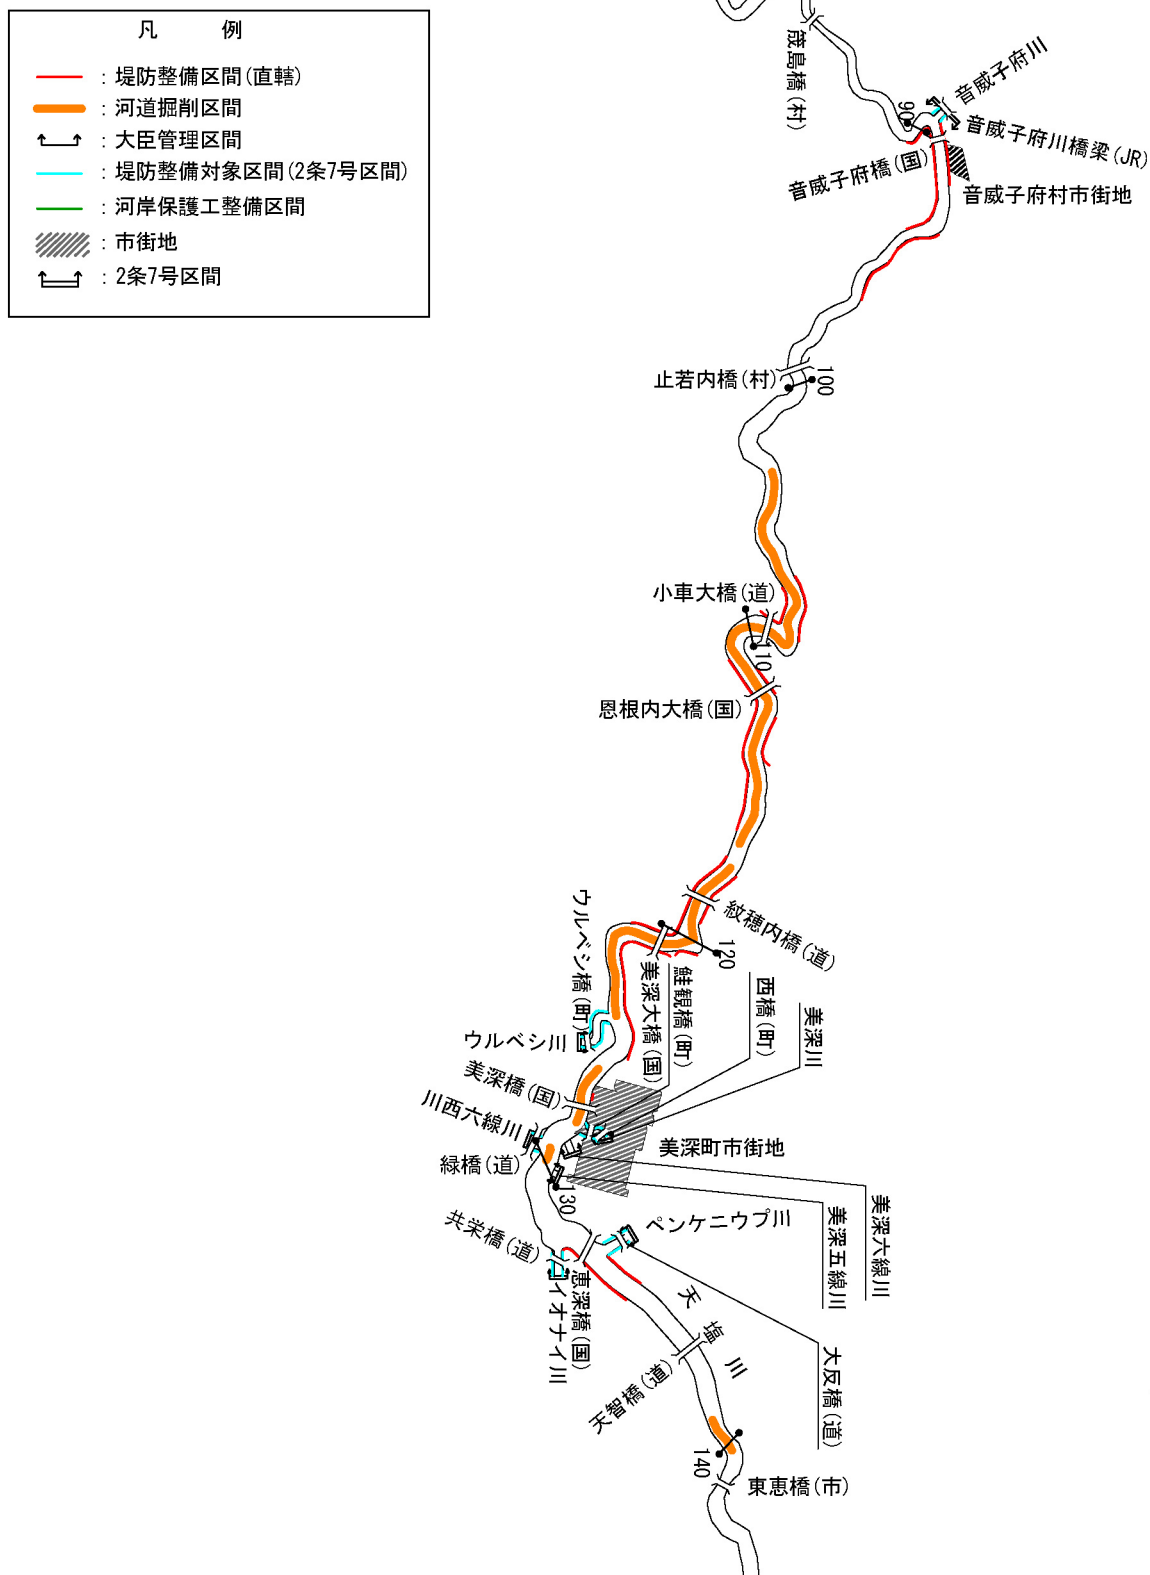 凡　例
：堤防整備区間(直轄)
：河道掘削区間
：大臣管理区間
：堤防整備対象区間(2条7号区間)
：河岸保護工整備区間
：市街地
：2条7号区間
筬島橋(村)
音威子府川
90
音威子府川橋梁(JR)
音威子府橋(国)
音威子府村市街地
止若内橋(村)
100
小車大橋(道)
110
恩根内大橋(国)
紋穂内橋(道)
120
ウルベシ橋(町)
美深大橋(国)
鮭観橋(町)
西橋(町)
美深川
ウルベシ川
美深橋(国)
川西六線川
美深町市街地
緑橋(道)
130
美深六線川
美深五線川
ペンケニウプ川
共栄橋(道)
恵深橋(国)
イオナイ川
天塩川
大反橋(道)
天智橋(道)
140
東恵橋(市)